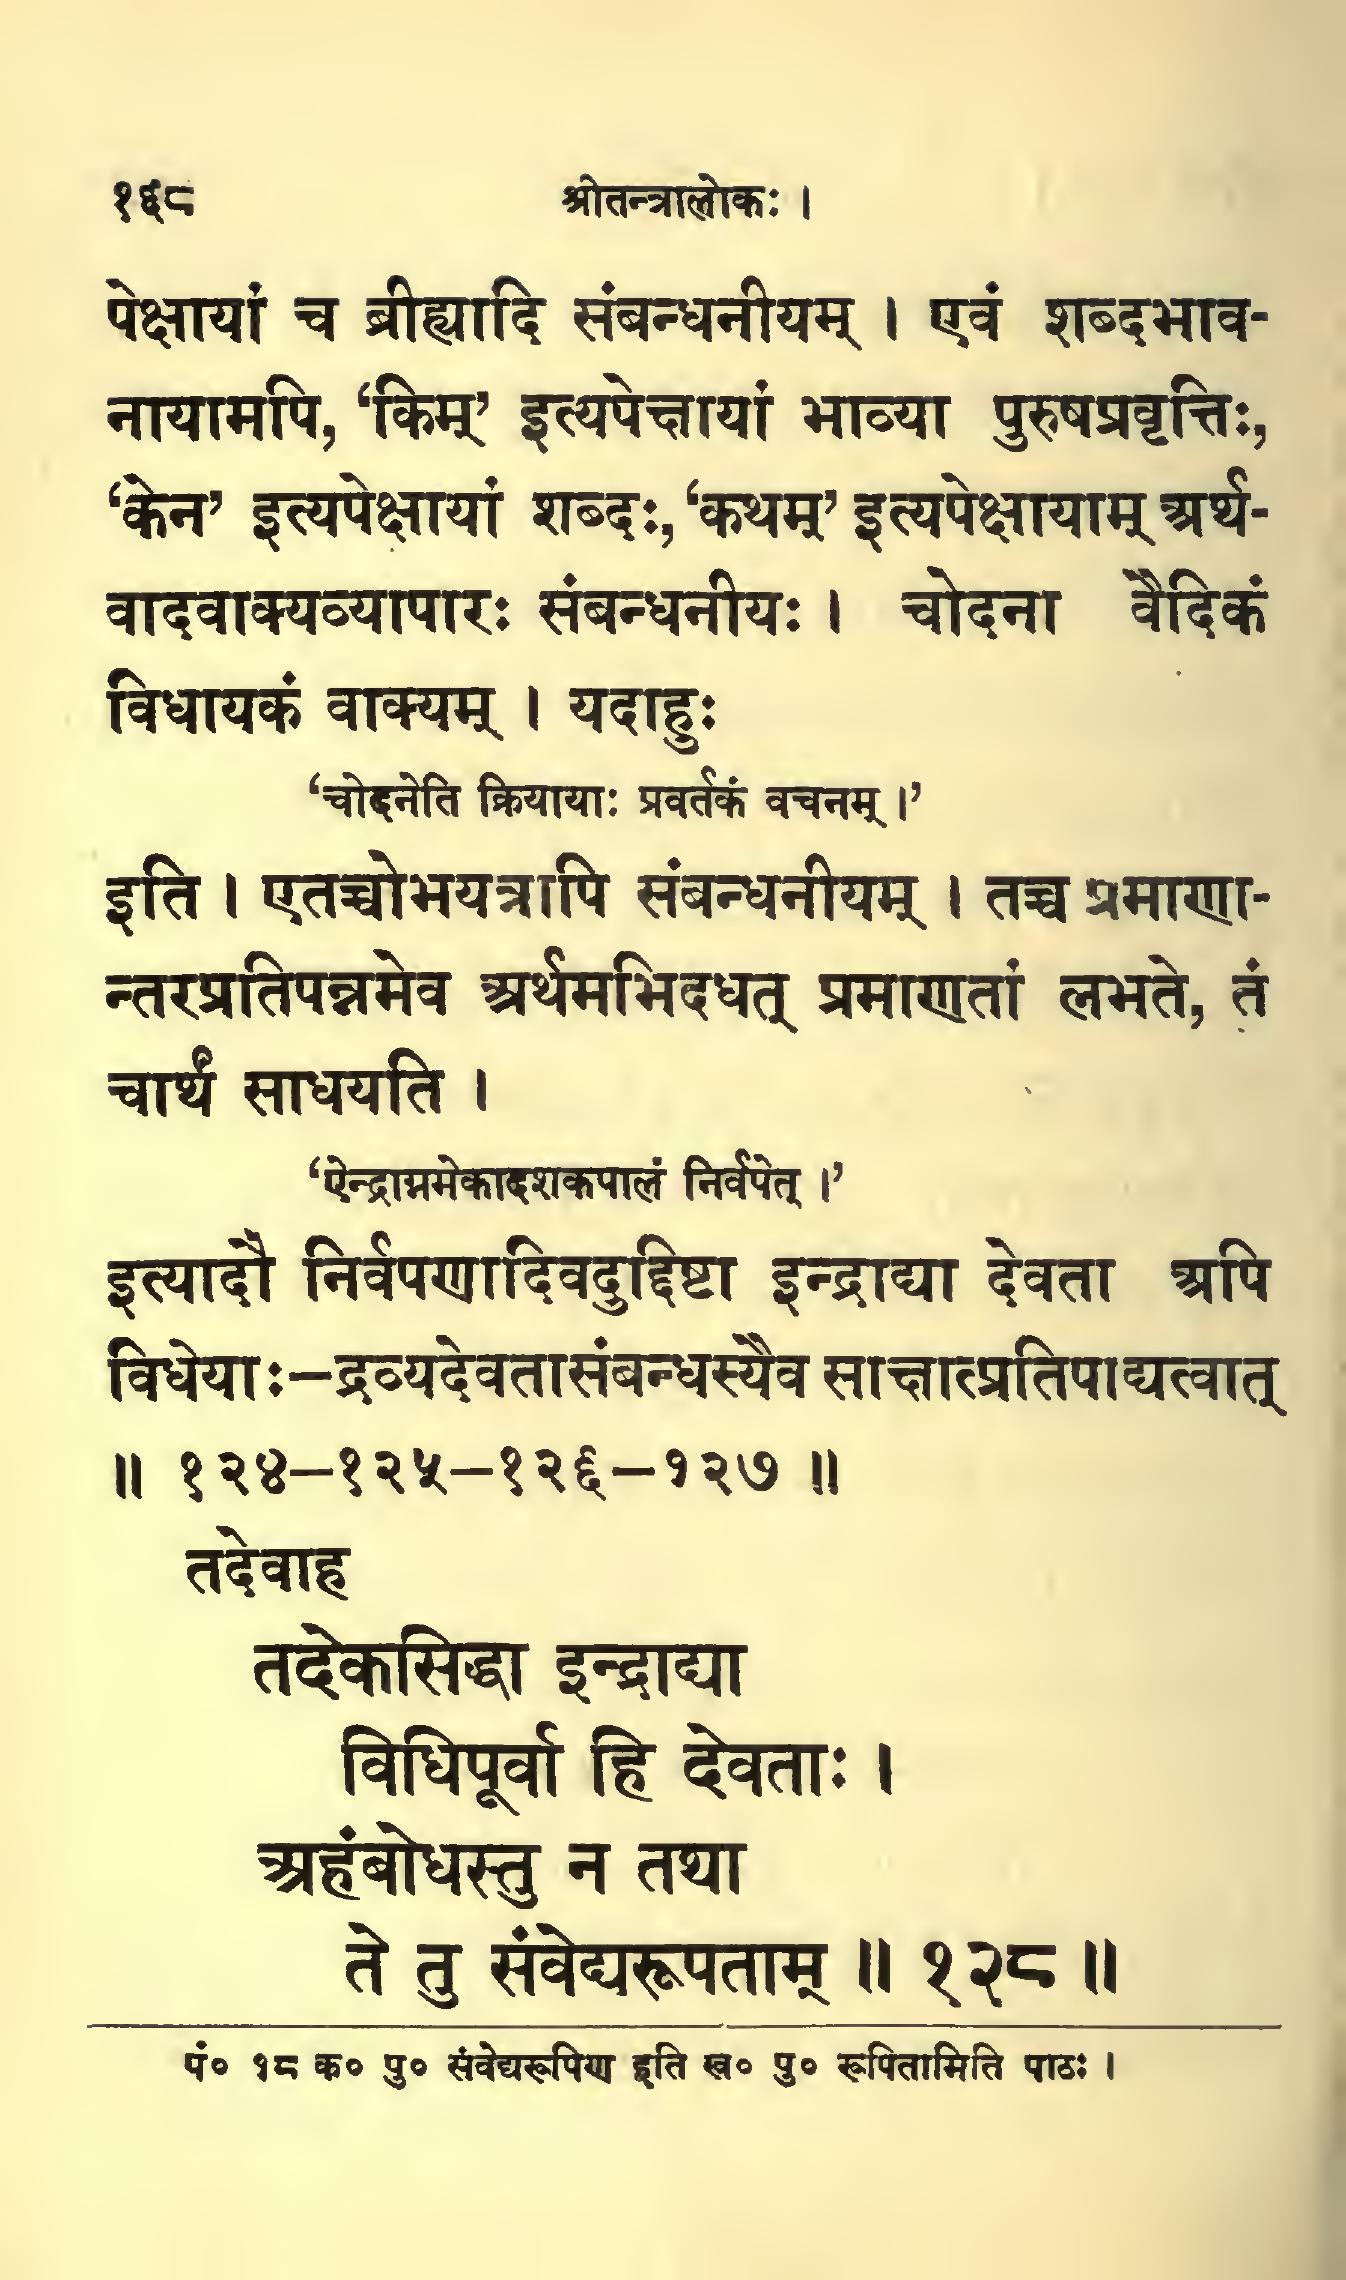 १६८ श्रीतन्त्रालोकः ।
पेक्षायां च व्रीह्यादि संबन्धनीयम् । एवं शब्दभाव-
नायामपि, ‘किम्’ इत्यपेक्षायां भाव्या पुरुषप्रवृत्तिः,
‘केन’ इत्यपेक्षायां शब्दः, ‘कथम्’ इत्यपेक्षायाम् अर्थ-
वादवाक्यव्यापारः संबन्धनीयः । चोदना वैदिकं
विधायकं वाक्यम् । यदाहुः
‘चोदनेति क्रियायाः प्रवर्तकं वचनम् ।’
इति । एतच्चोभयत्रापि संबन्धनीयम् । तच्च प्रमाणा-
न्तरप्रतिपन्नमेव अर्थमभिदधत् प्रमाणतां लभते, तं
चार्थं साधयति ।
‘ऐन्द्राग्नमेकादशकपालं निर्वपेत् ।’
इत्यादौ निर्वपणादिवदुद्दिष्टा इन्द्राद्या देवता अपि
विधेयाः–द्रव्यदेवतासंबन्धस्यैव साक्षात्प्रतिपाद्यत्वात्
॥ १२४–१२५–१२६–१२७ ॥
तदेवाह
तदेकसिद्धा इन्द्राद्या
विधिपूर्वा हि देवताः ।
अहंबोधस्तु न तथा
ते तु संवेद्यरूपताम् ॥ १२८ ॥
पं० १८ क० पु० संवेद्यरूपिण इति ख० पु० रूपितामिति पाठः ।